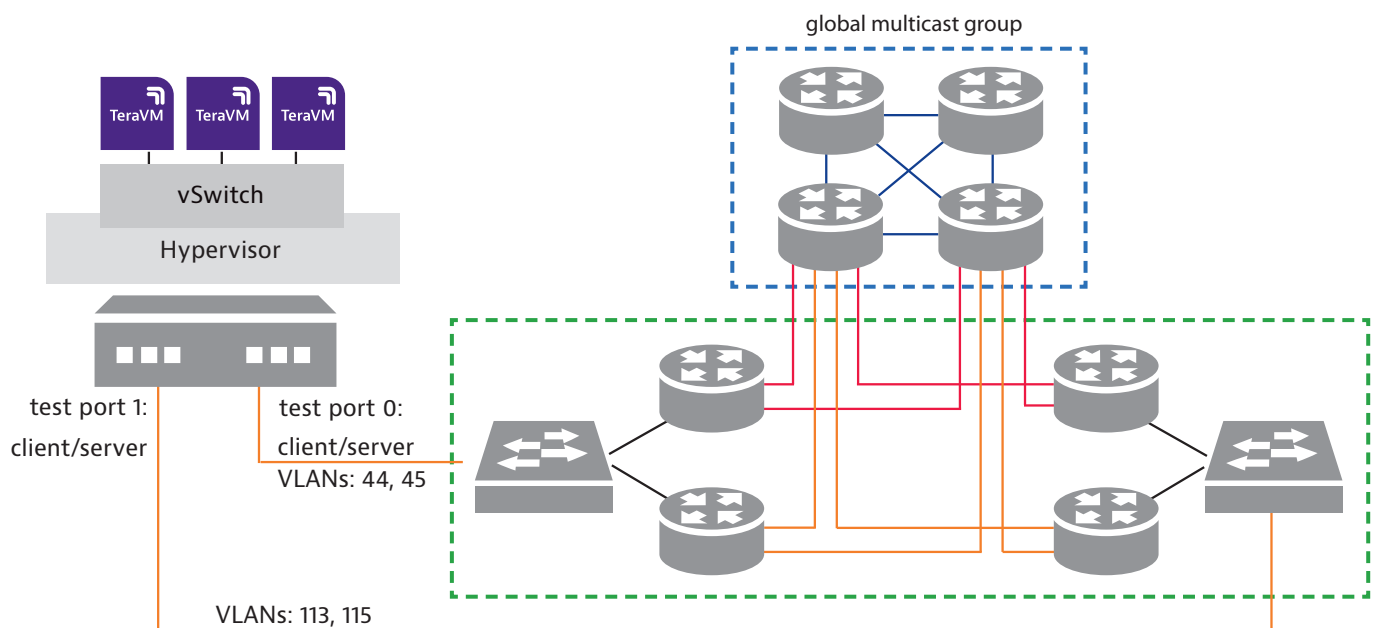 global multicast group
TeraVM TeraVM TeraVM
vSwitch
Hypervisor
test port 1:
client/server
test port 0:
client/server
VLANs: 44, 45
VLANs: 113, 115